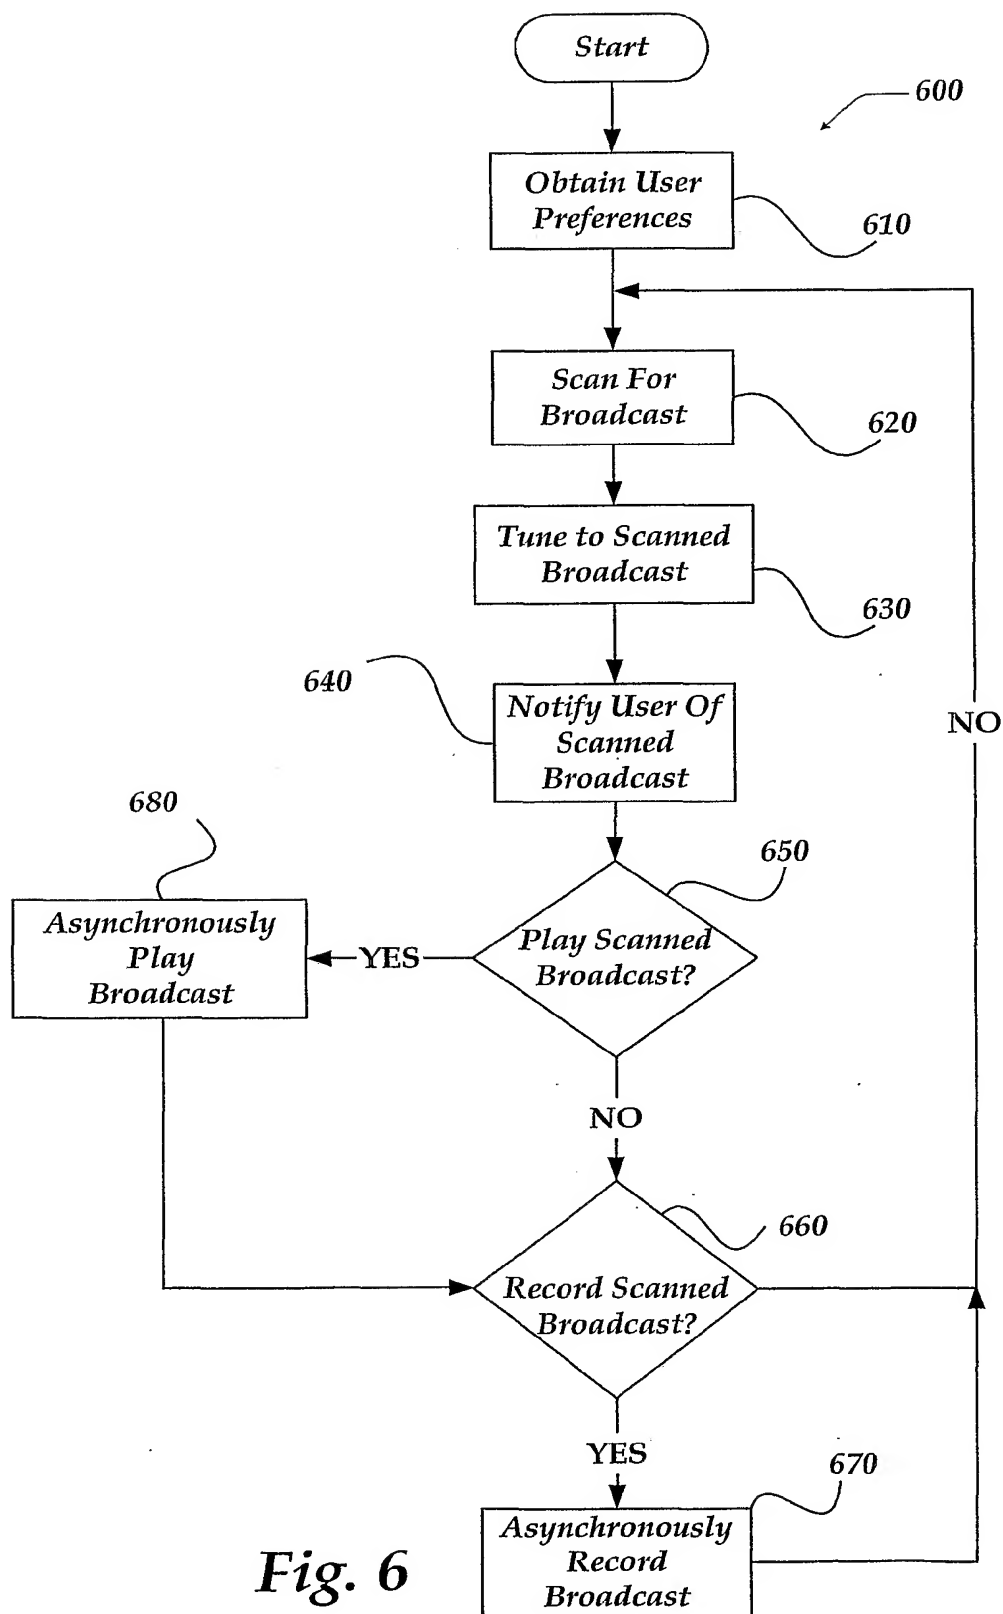 Start
600
Obtain User
Preferences
610
Scan For
Broadcast
620
Tune to Scanned
Broadcast
630
640
Notify User Of
Scanned
Broadcast
NO
680
650
Asynchronously
Play
Broadcast
YES
Play Scanned
Broadcast?
NO
660
Record Scanned
Broadcast?
YES
670
Asynchronously
Record
Broadcast
Fig. 6